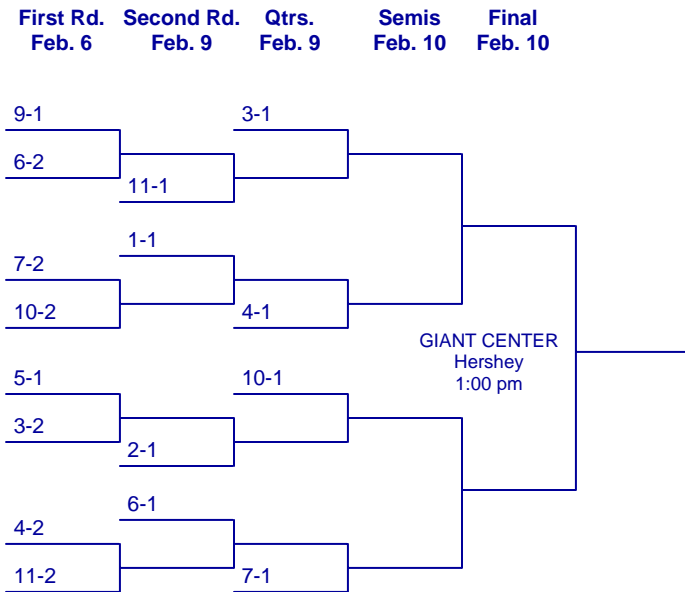 First Rd. Second Rd. Qtrs. Semis Final
Feb. 6 Feb. 9 Feb. 9 Feb. 10 Feb. 10
9-1 3-1
6-2
11-1
1-1
7-2
10-2 4-1
GIANT CENTER
Hershey
1:00 pm
5-1 10-1
3-2
2-1
6-1
4-2
11-2 7-1